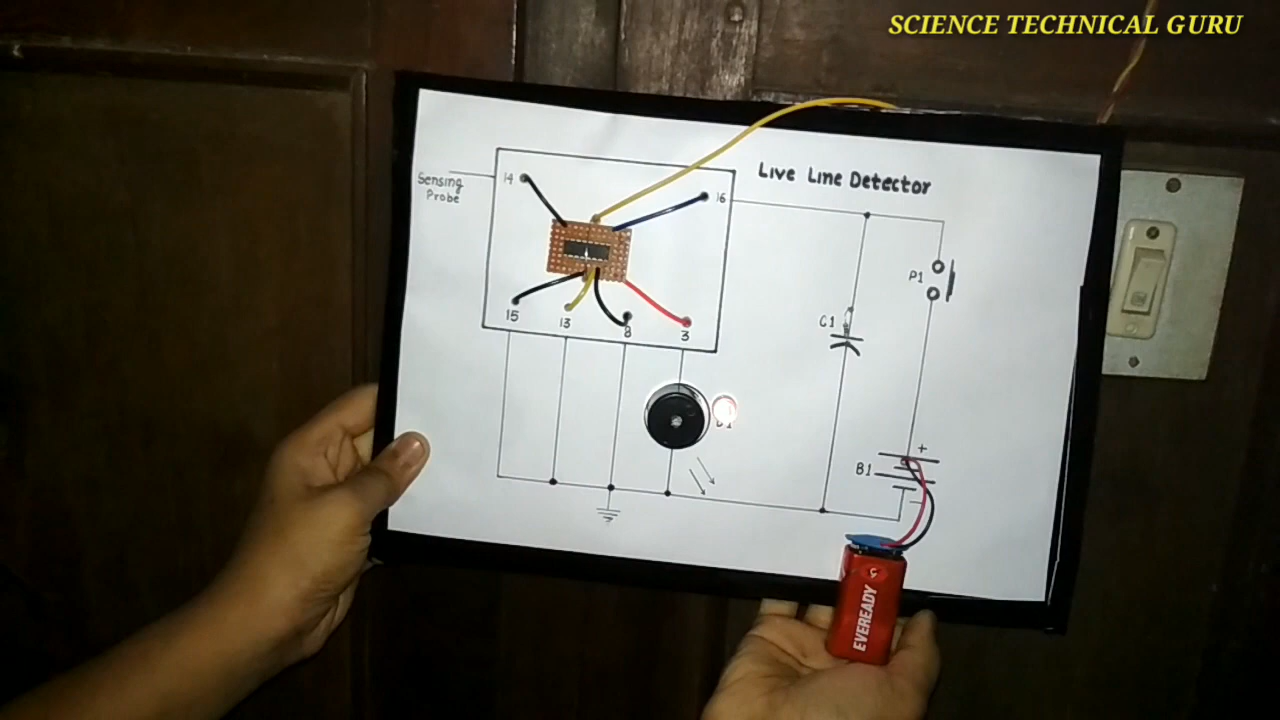 SCIENCE TECHNICAL GURU
Live Line Detector
Sensing
Probe
14
16
15
13
8
3
P1
C1
+
B1
EVEREADY